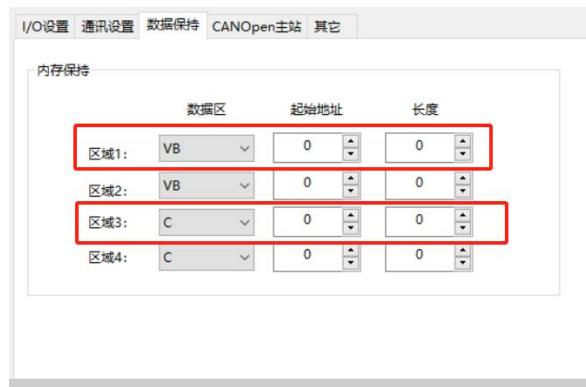 I/O设置 通讯设置 数据保持 CANOpen主站 其它
内存保持
数据区 起始地址 长度
区域1: VB 0 0
区域2: VB 0 0
区域3: C 0 0
区域4: C 0 0